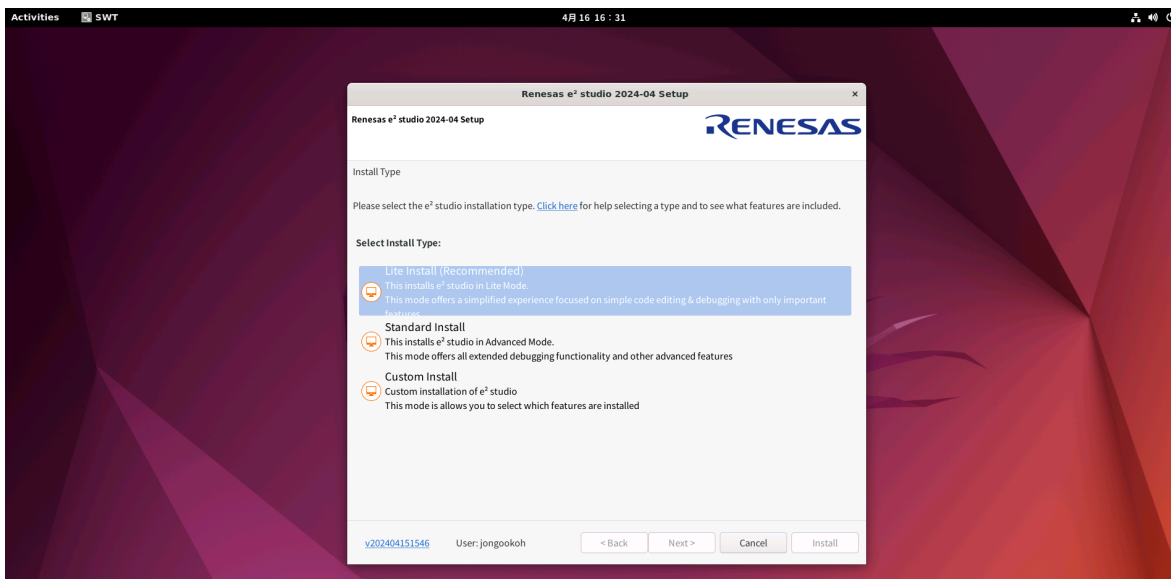 Activities SWT 4月 16 16：31
Renesas e² studio 2024-04 Setup ×
Renesas e² studio 2024-04 Setup
RENESAS
Install Type
Please select the e² studio installation type. Click here for help selecting a type and to see what features are included.
Select Install Type:
Lite Install (Recommended)
This installs e² studio in Lite Mode.
This mode offers a simplified experience focused on simple code editing & debugging with only important
features
Standard Install
This installs e² studio in Advanced Mode.
This mode offers all extended debugging functionality and other advanced features
Custom Install
Custom installation of e² studio
This mode is allows you to select which features are installed
v202404151546 User: jongookoh < Back Next > Cancel Install